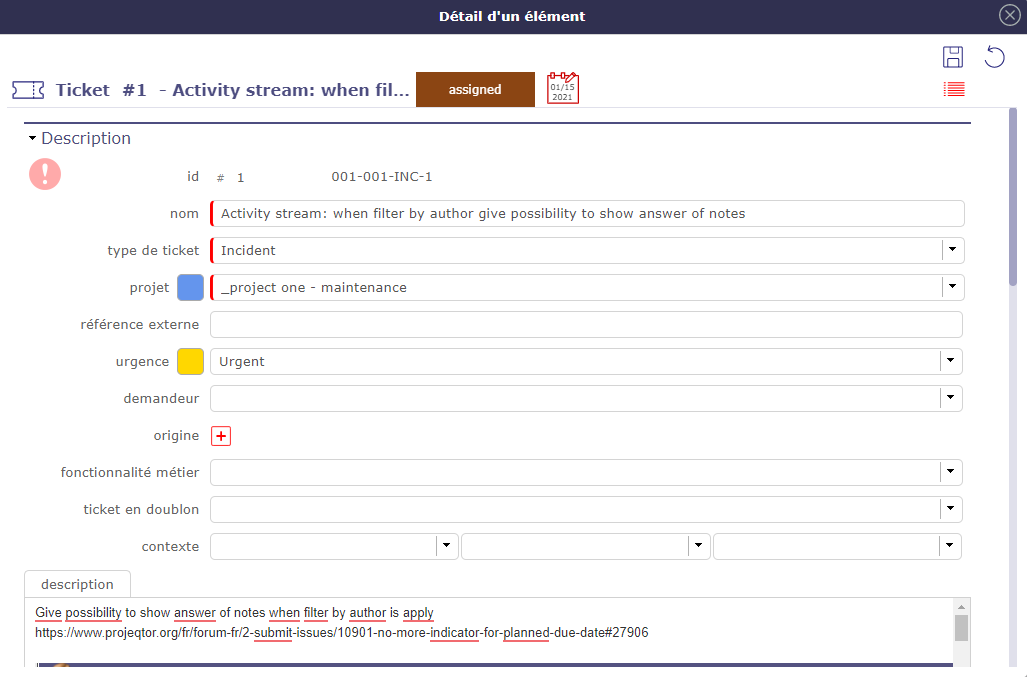 Détail d'un élément
Ticket #1 - Activity stream: when fil... assigned 01/15 2021
Description
id # 1 001-001-INC-1
nom Activity stream: when filter by author give possibility to show answer of notes
type de ticket Incident
projet _project one - maintenance
référence externe
urgence Urgent
demandeur
origine
fonctionnalité métier
ticket en doublon
contexte
description
Give possibility to show answer of notes when filter by author is apply
https://www.projeqtor.org/fr/forum-fr/2-submit-issues/10901-no-more-indicator-for-planned-due-date#27906